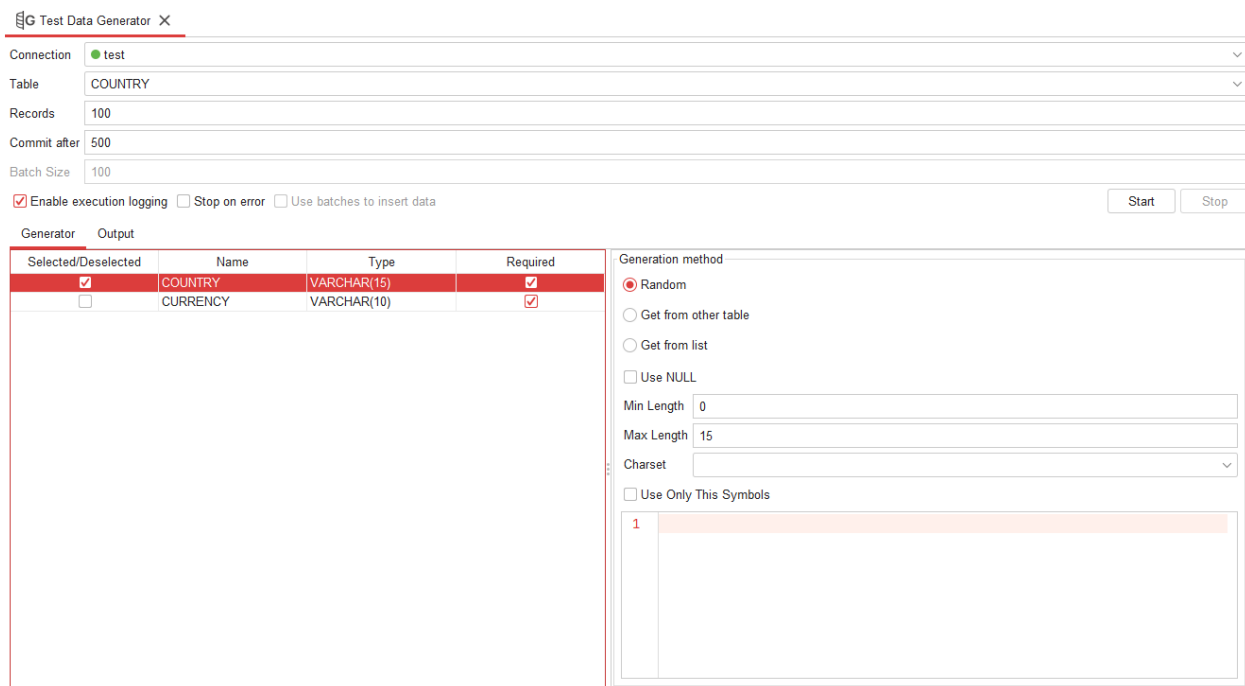 G Test Data Generator
Connection test
Table COUNTRY
Records 100
Commit after 500
Batch Size 100
Enable execution logging Stop on error Use batches to insert data Start Stop
Generator Output
Selected/Deselected Name Type Required
COUNTRY VARCHAR(15)
CURRENCY VARCHAR(10)
Generation method
Random
Get from other table
Get from list
Use NULL
Min Length 0
Max Length 15
Charset
Use Only This Symbols
1